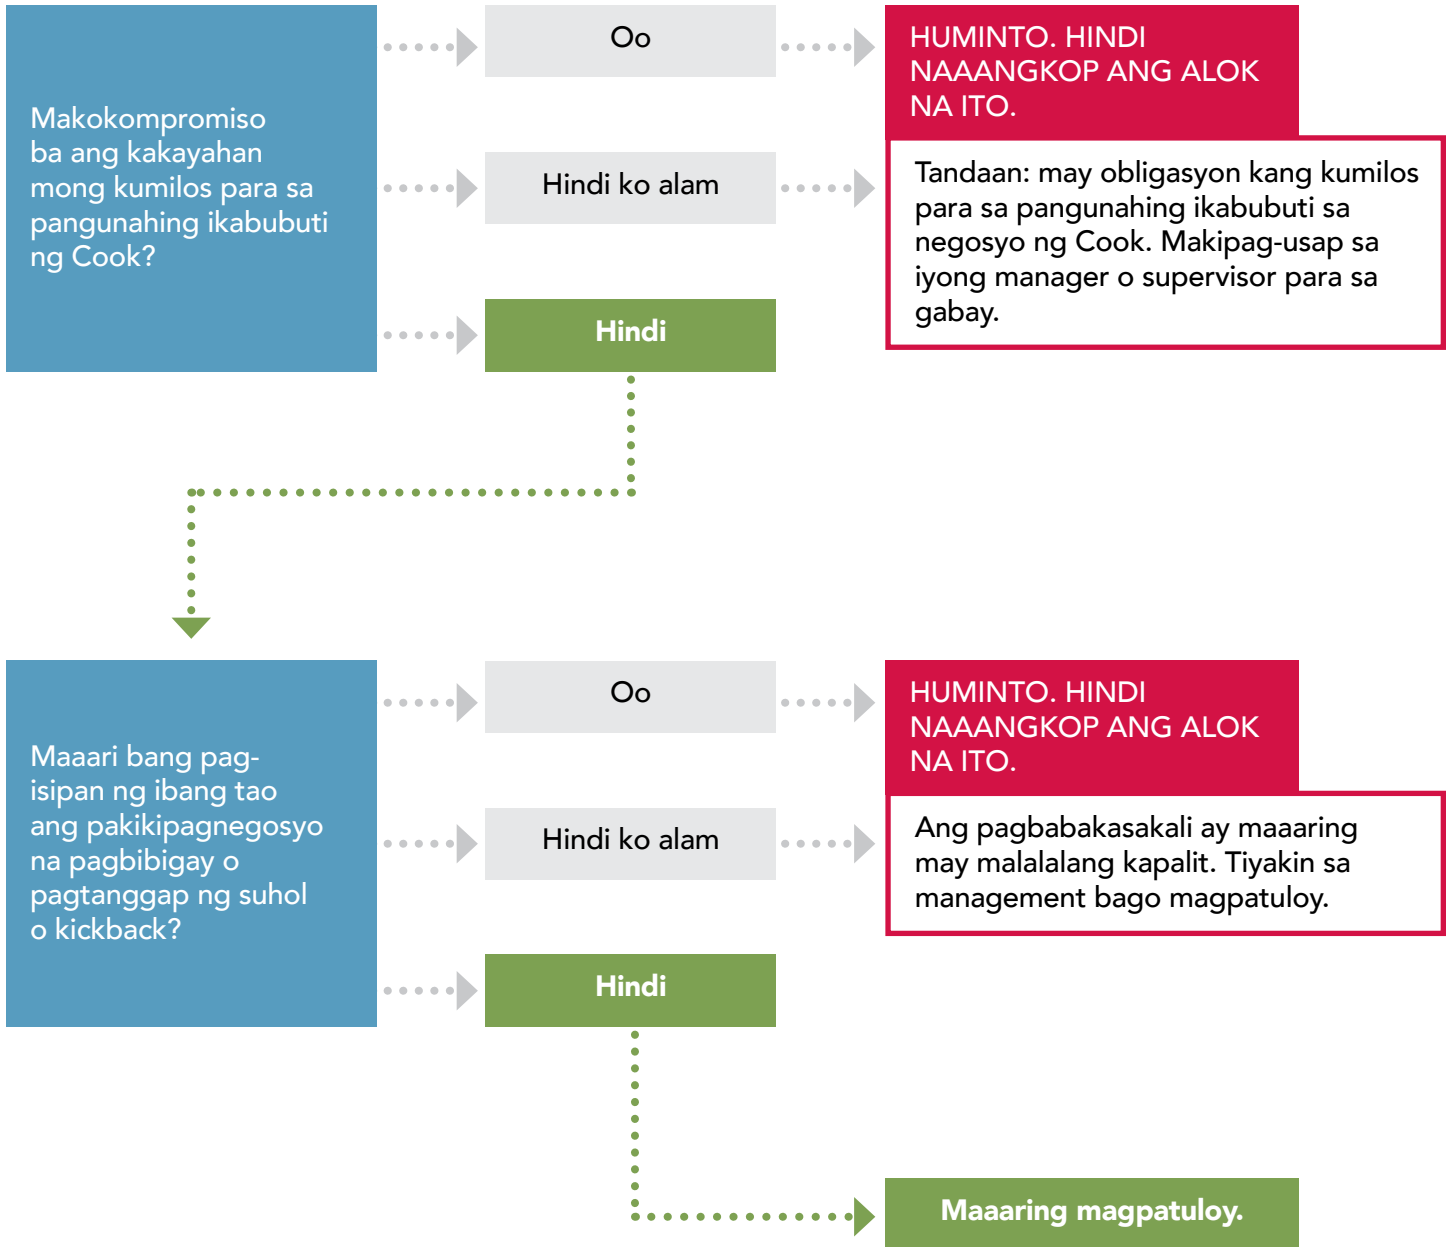 Makokompromiso
ba ang kakayahan
mong kumilos para sa
pangunahing ikabubuti
ng Cook?
Oo
HUMINTO. HINDI
NAAANGKOP ANG ALOK
NA ITO.
Hindi ko alam
Tandaan: may obligasyon kang kumilos
para sa pangunahing ikabubuti sa
negosyo ng Cook. Makipag-usap sa
iyong manager o supervisor para sa
gabay.
Hindi
Maaari bang pag-
isipan ng ibang tao
ang pakikipagnegosyo
na pagbibigay o
pagtanggap ng suhol
o kickback?
Oo
HUMINTO. HINDI
NAAANGKOP ANG ALOK
NA ITO.
Hindi ko alam
Ang pagbabakasakali ay maaaring
may malalalang kapalit. Tiyakin sa
management bago magpatuloy.
Hindi
Maaaring magpatuloy.